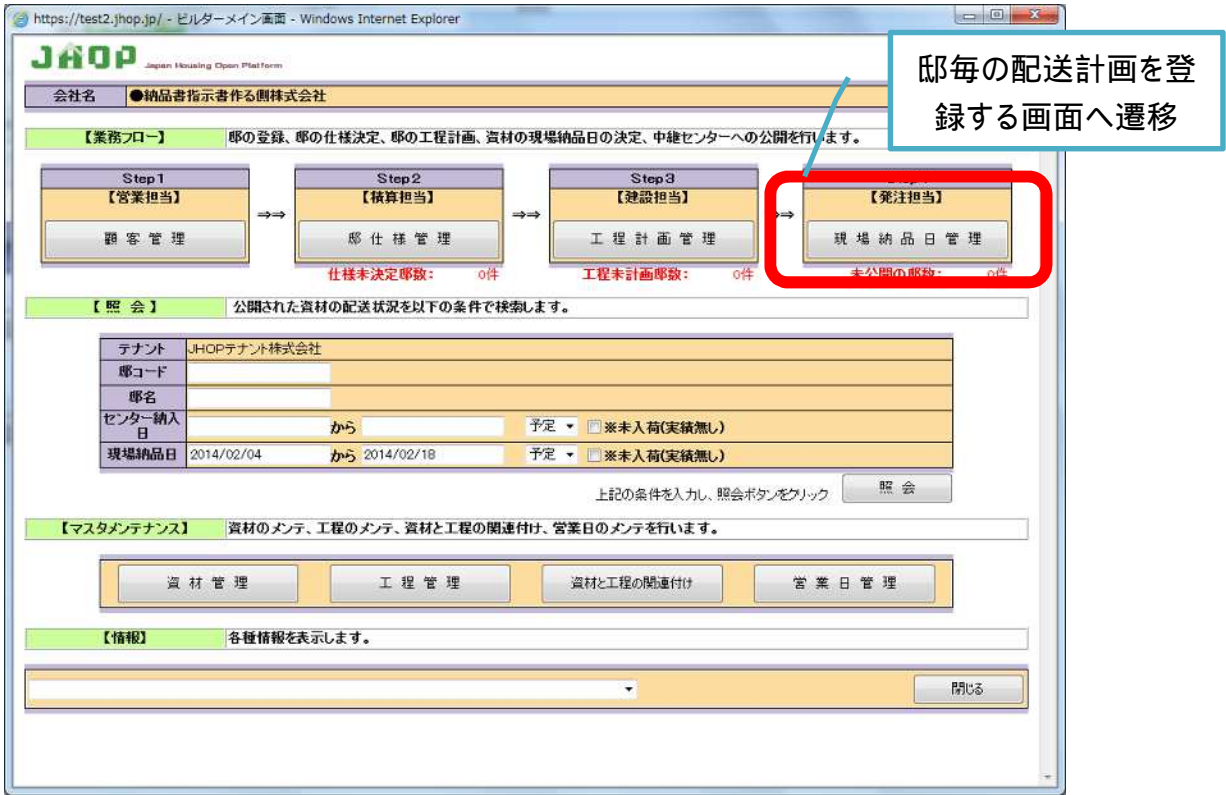 https://test2.jhop.jp/ - ビルダーメイン画面 - Windows Internet Explorer
JHOP Japan Housing Open Platform
邸毎の配送計画を登
録する画面へ遷移
会社名 ●納品書指示書作る側株式会社
【業務フロー】 邸の登録、邸の仕様決定、邸の工程計画、資材の現場納品日の決定、中継センターへの公開を行います。
Step1 Step2 Step3
【営業担当】 ⇒⇒ 【積算担当】 ⇒⇒ 【建設担当】 ⇒⇒ 【発注担当】
顧客管理 邸仕様管理 工程計画管理 現場納品日管理
仕様未決定邸数： 0件 工程未計画邸数： 0件 未公開の邸数： 0件
【照 会】 公開された資材の配送状況を以下の条件で検索します。
テナント JHOPテナント株式会社
邸コード
邸名
センター納入日 から 予定 ※未入荷(実績無し)
現場納品日 2014/02/04 から 2014/02/18 予定 ※未入荷(実績無し)
上記の条件を入力し、照会ボタンをクリック 照 会
【マスタメンテナンス】 資材のメンテ、工程のメンテ、資材と工程の関連付け、営業日のメンテを行います。
資材管理 工程管理 資材と工程の関連付け 営業日管理
【情報】 各種情報を表示します。
閉じる